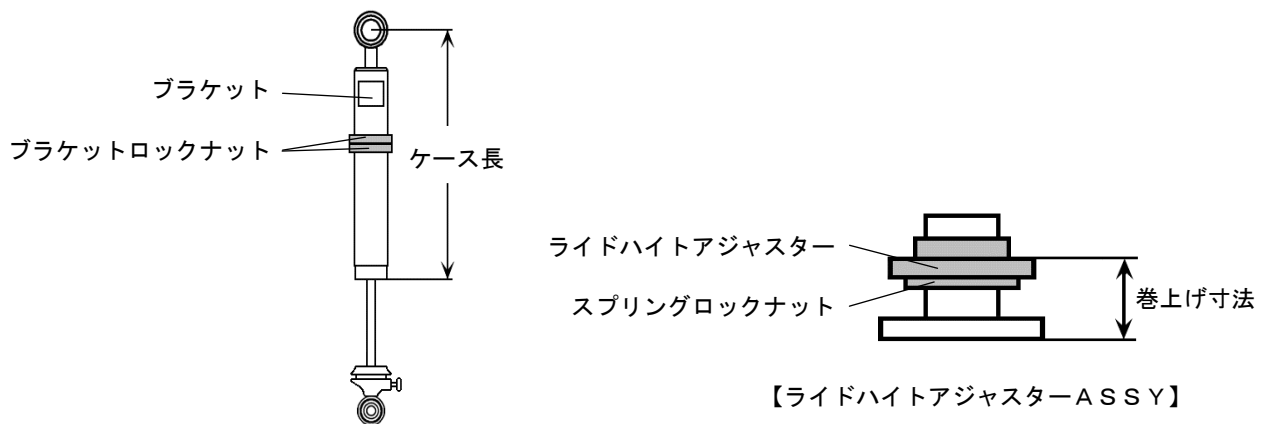 ブラケット
ブラケットロックナット
ケース長
ライドハイトアジャスター
スプリングロックナット
巻上げ寸法
【ライドハイトアジャスターＡＳＳＹ】